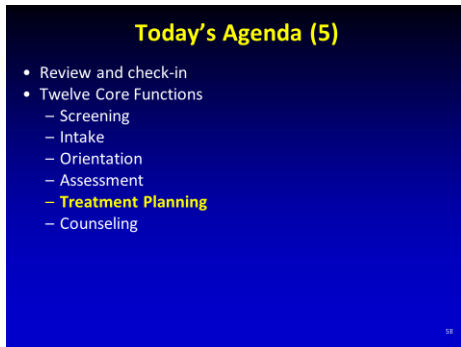 Today’s Agenda (5)
• Review and check-in
• Twelve Core Functions
– Screening
– Intake
– Orientation
– Assessment
– Treatment Planning
– Counseling
58